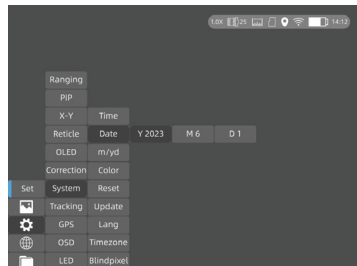 1.0X 25 14:12
Ranging
PIP
X-Y Time
Reticle Date Y 2023 M 6 D 1
OLED m/yd
Correction Color
Set System Reset
Tracking Update
GPS Lang
OSD Timezone
LED Blindpixel